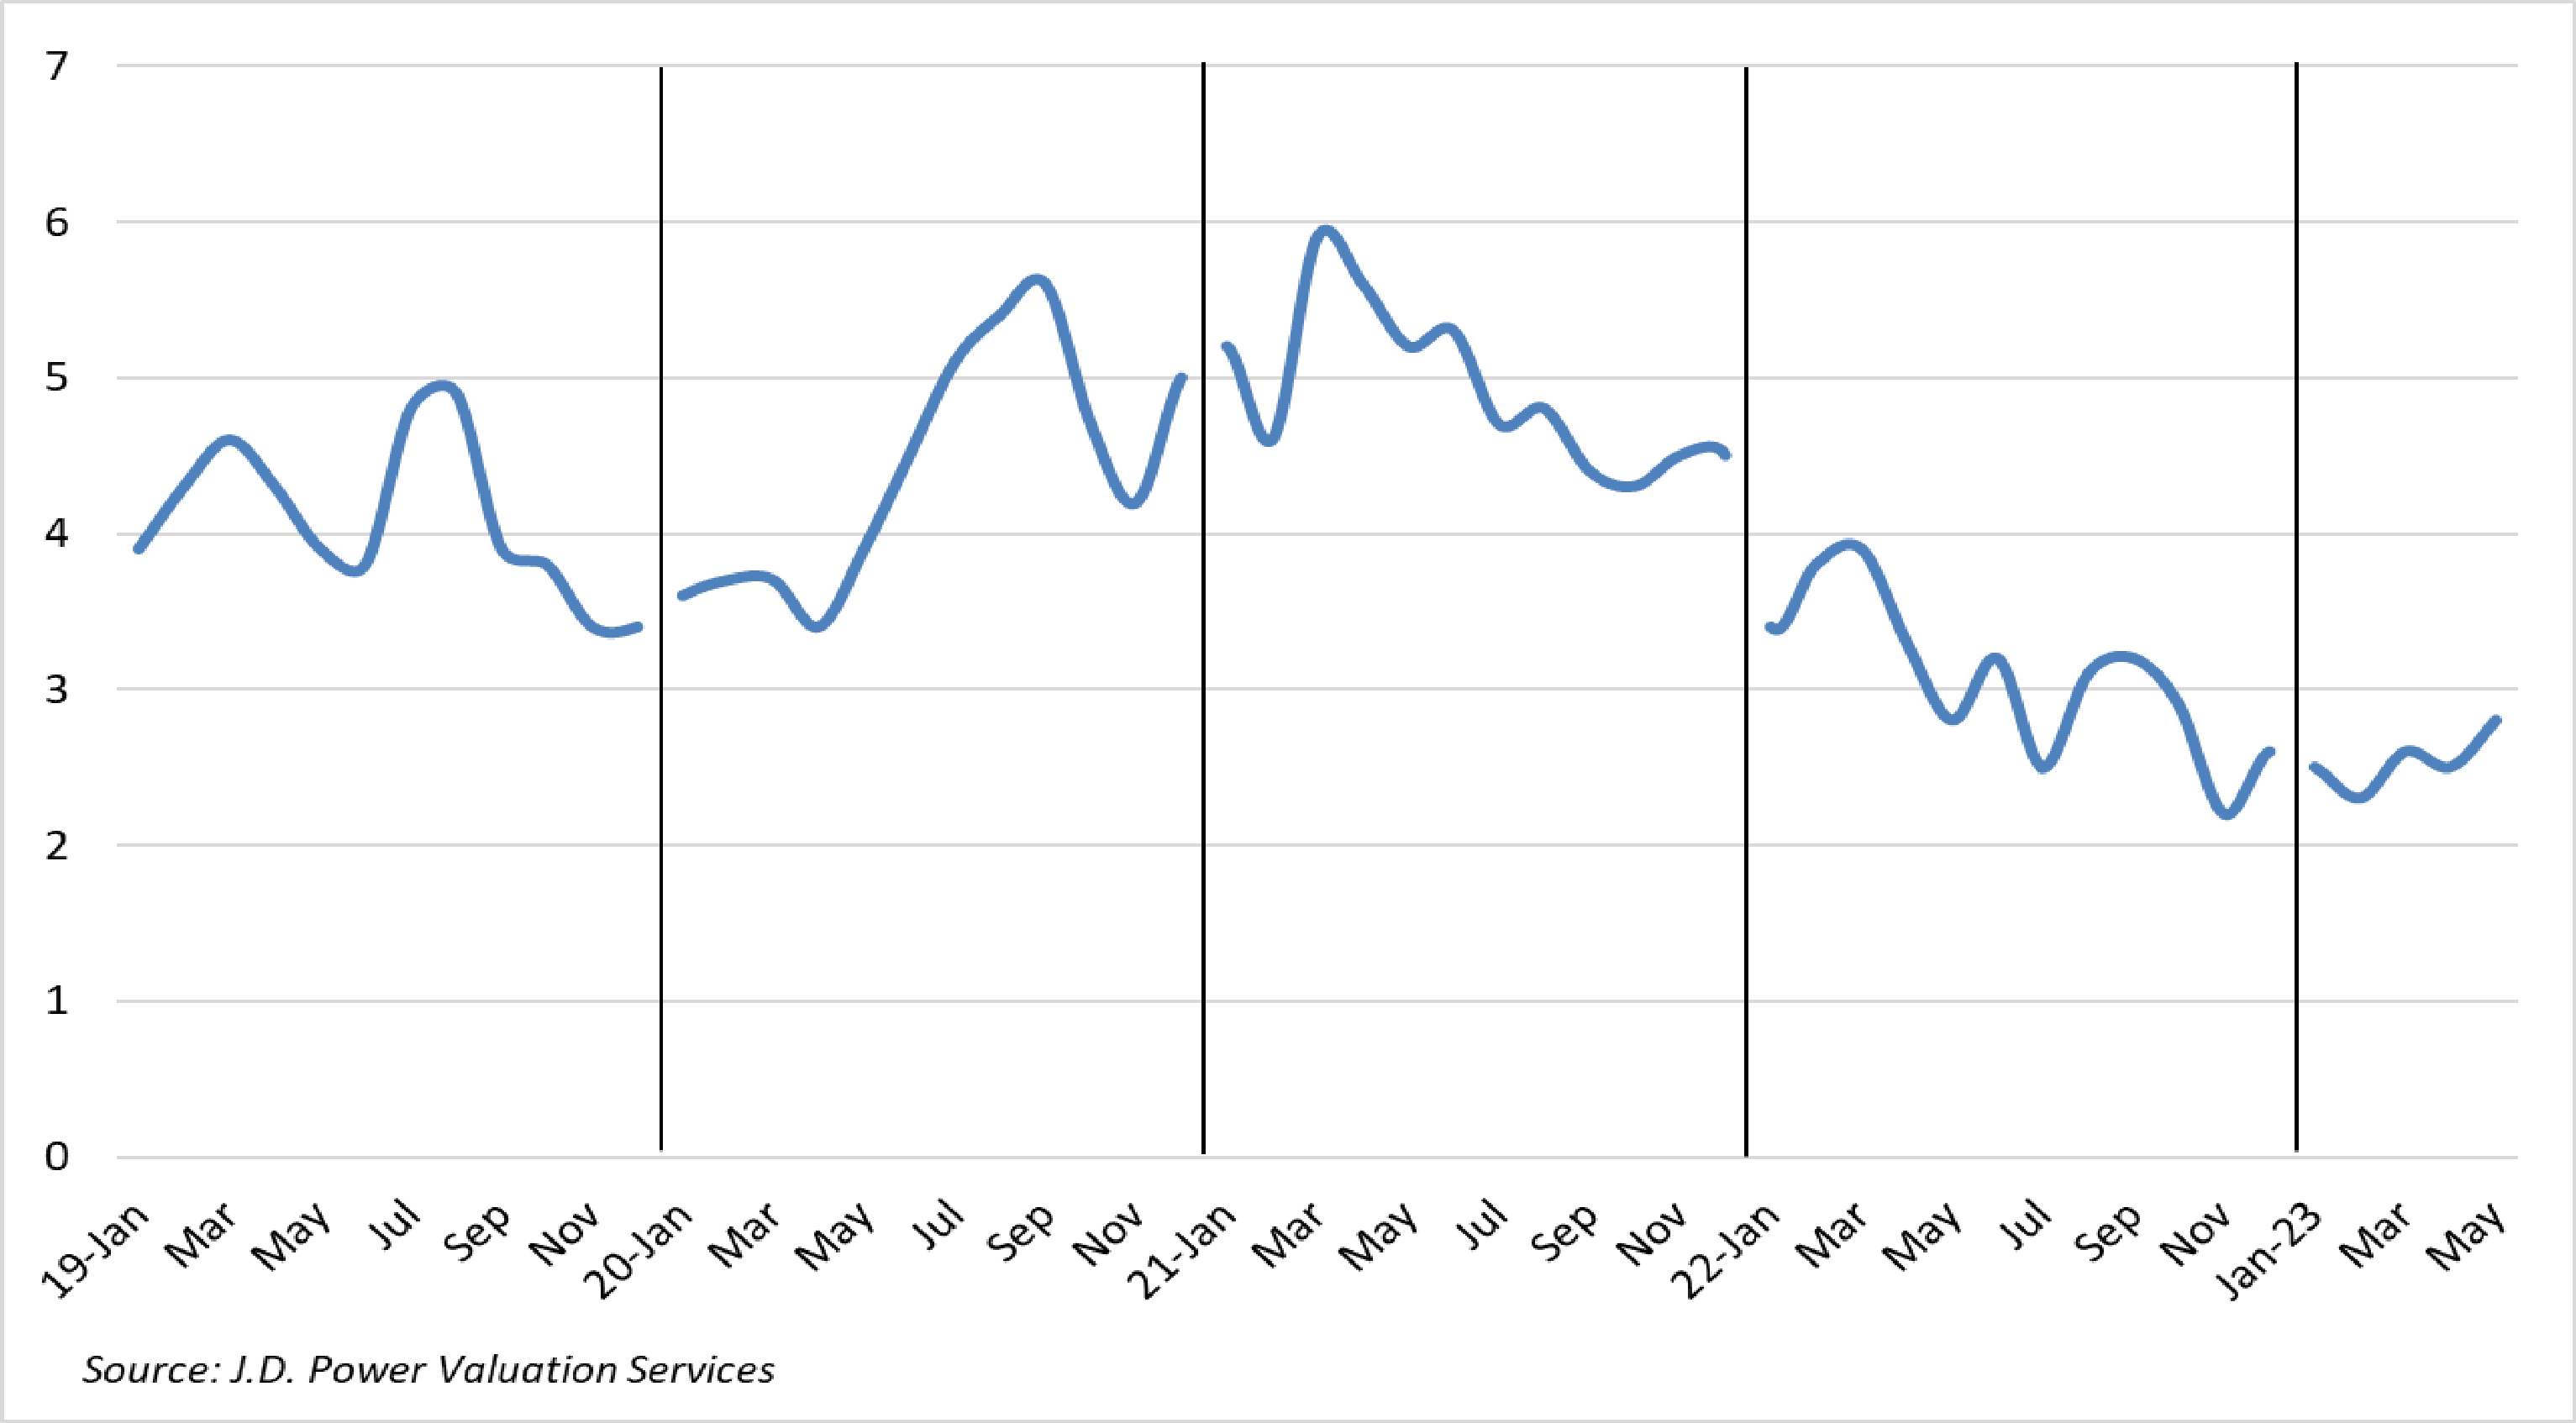 7
6
5
4
3
2
1
0
19-Jan
Mar
May
Jul
Sep
Nov
20-Jan
Mar
May
Jul
Sep
Nov
21-Jan
Mar
May
Jul
Sep
Nov
22-Jan
Mar
May
Jul
Sep
Nov
Jan-23
Mar
May
Source: J.D. Power Valuation Services